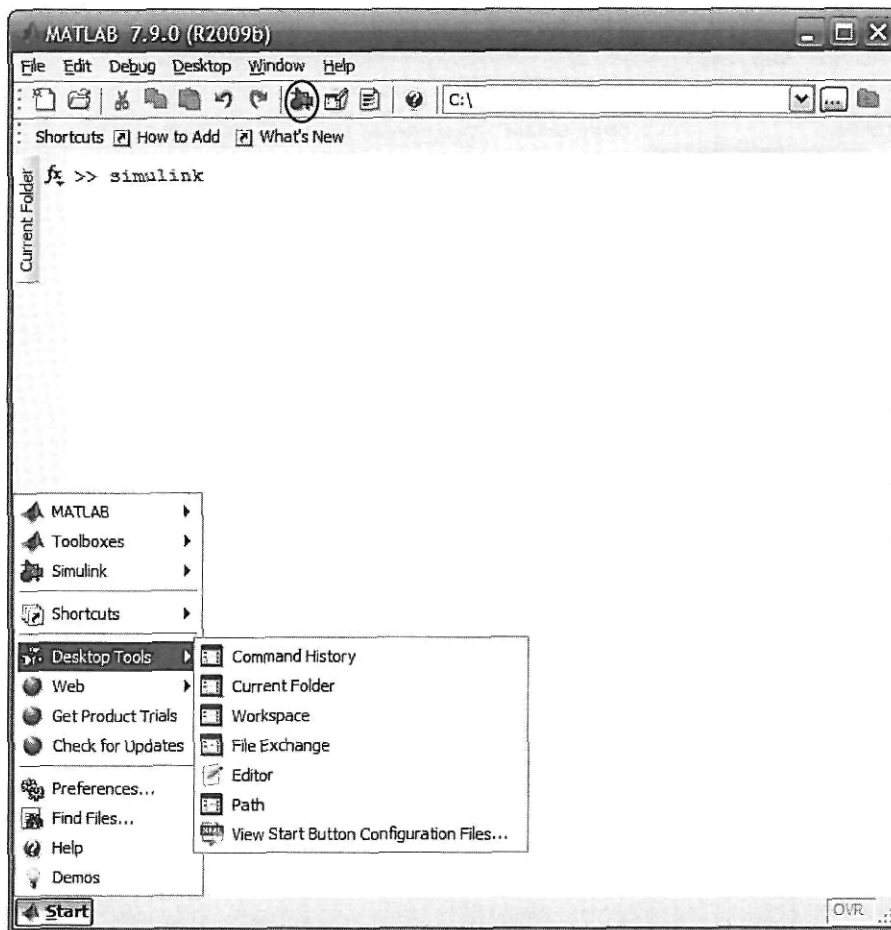 MATLAB 7.9.0 (R2009b)
File Edit Debug Desktop Window Help
C:\
Shortcuts How to Add What's New
Current Folder
fx >> simulink
MATLAB
Toolboxes
Simulink
Shortcuts
Desktop Tools
Web
Get Product Trials
Check for Updates
Preferences...
Find Files...
Help
Demos
Command History
Current Folder
Workspace
File Exchange
Editor
Path
View Start Button Configuration Files...
Start
OVR